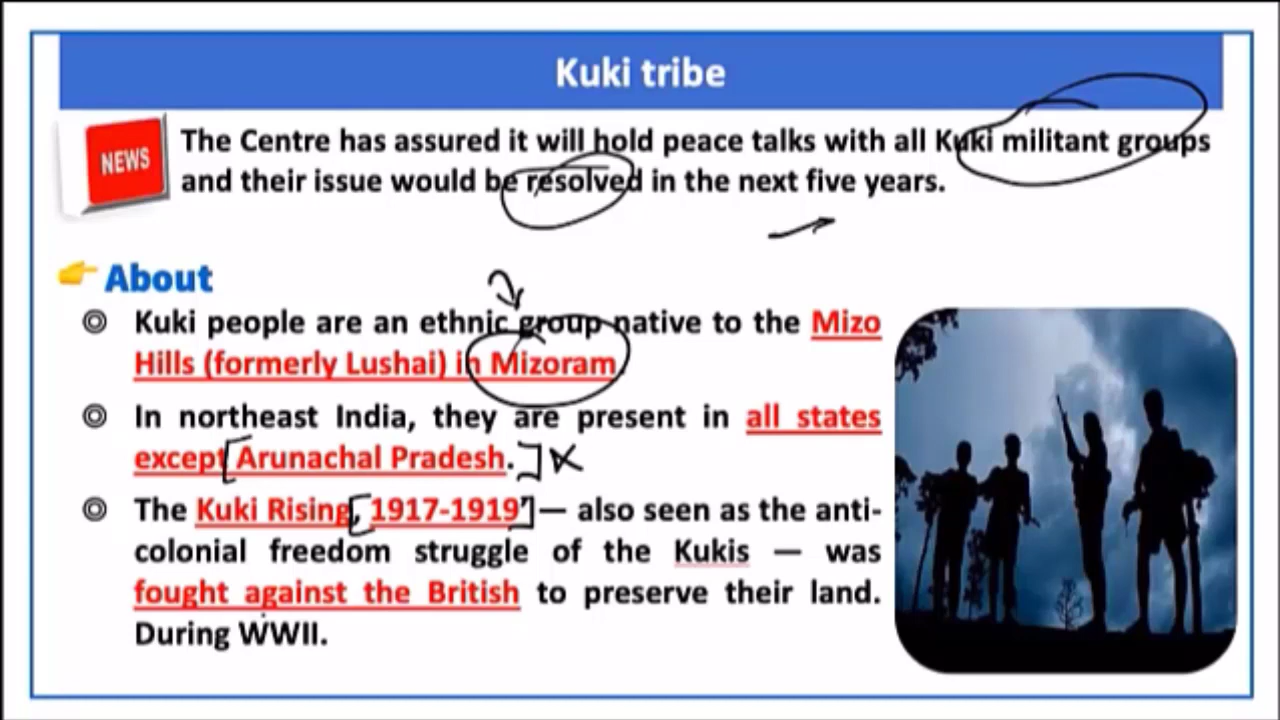 Kuki tribe
NEWS
The Centre has assured it will hold peace talks with all Kuki militant groups
and their issue would be resolved in the next five years.
About
Kuki people are an ethnic group native to the Mizo
Hills (formerly Lushai) in Mizoram.
In northeast India, they are present in all states
except Arunachal Pradesh.
The Kuki Rising, 1917-1919’ — also seen as the anti-
colonial freedom struggle of the Kukis — was
fought against the British to preserve their land.
During WWII.